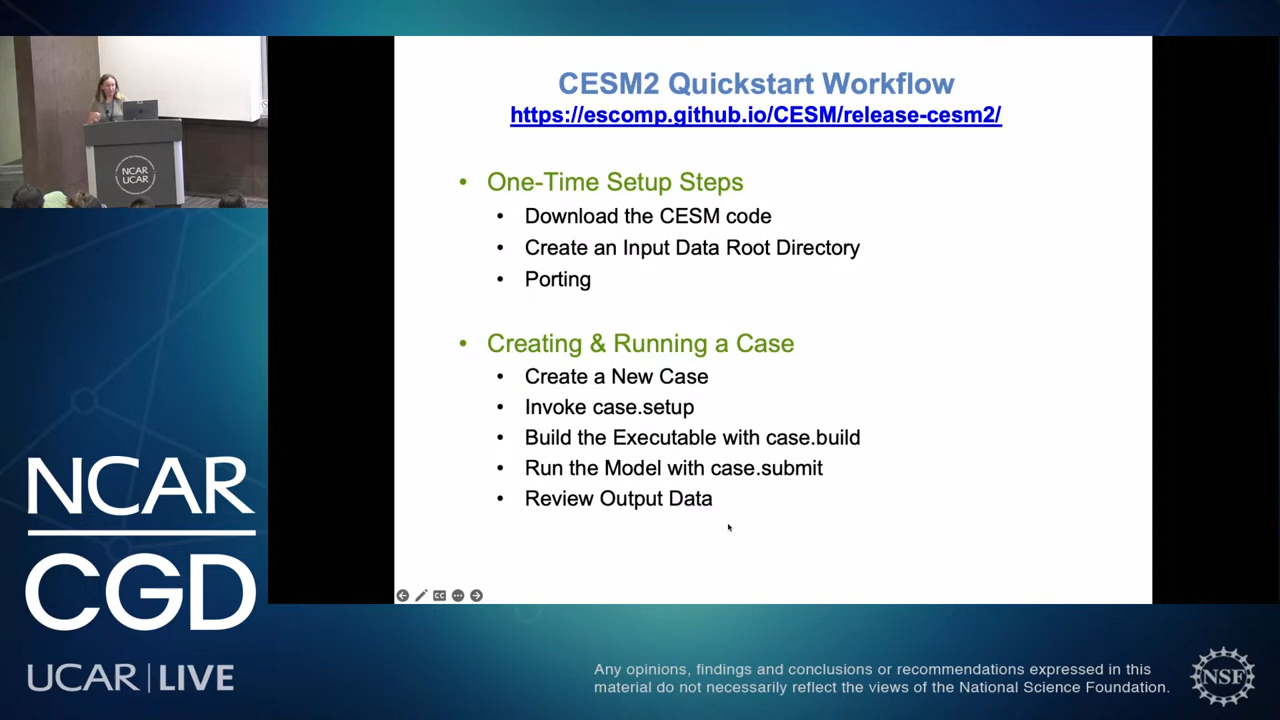 CESM2 Quickstart Workflow
https://escomp.github.io/CESM/release-cesm2/
• One-Time Setup Steps
• Download the CESM code
• Create an Input Data Root Directory
• Porting
• Creating & Running a Case
• Create a New Case
• Invoke case.setup
• Build the Executable with case.build
• Run the Model with case.submit
• Review Output Data
CC
NCAR
UCAR
NCAR
CGD
UCAR | LIVE
Any opinions, findings and conclusions or recommendations expressed in this
material do not necessarily reflect the views of the National Science Foundation.
NSF